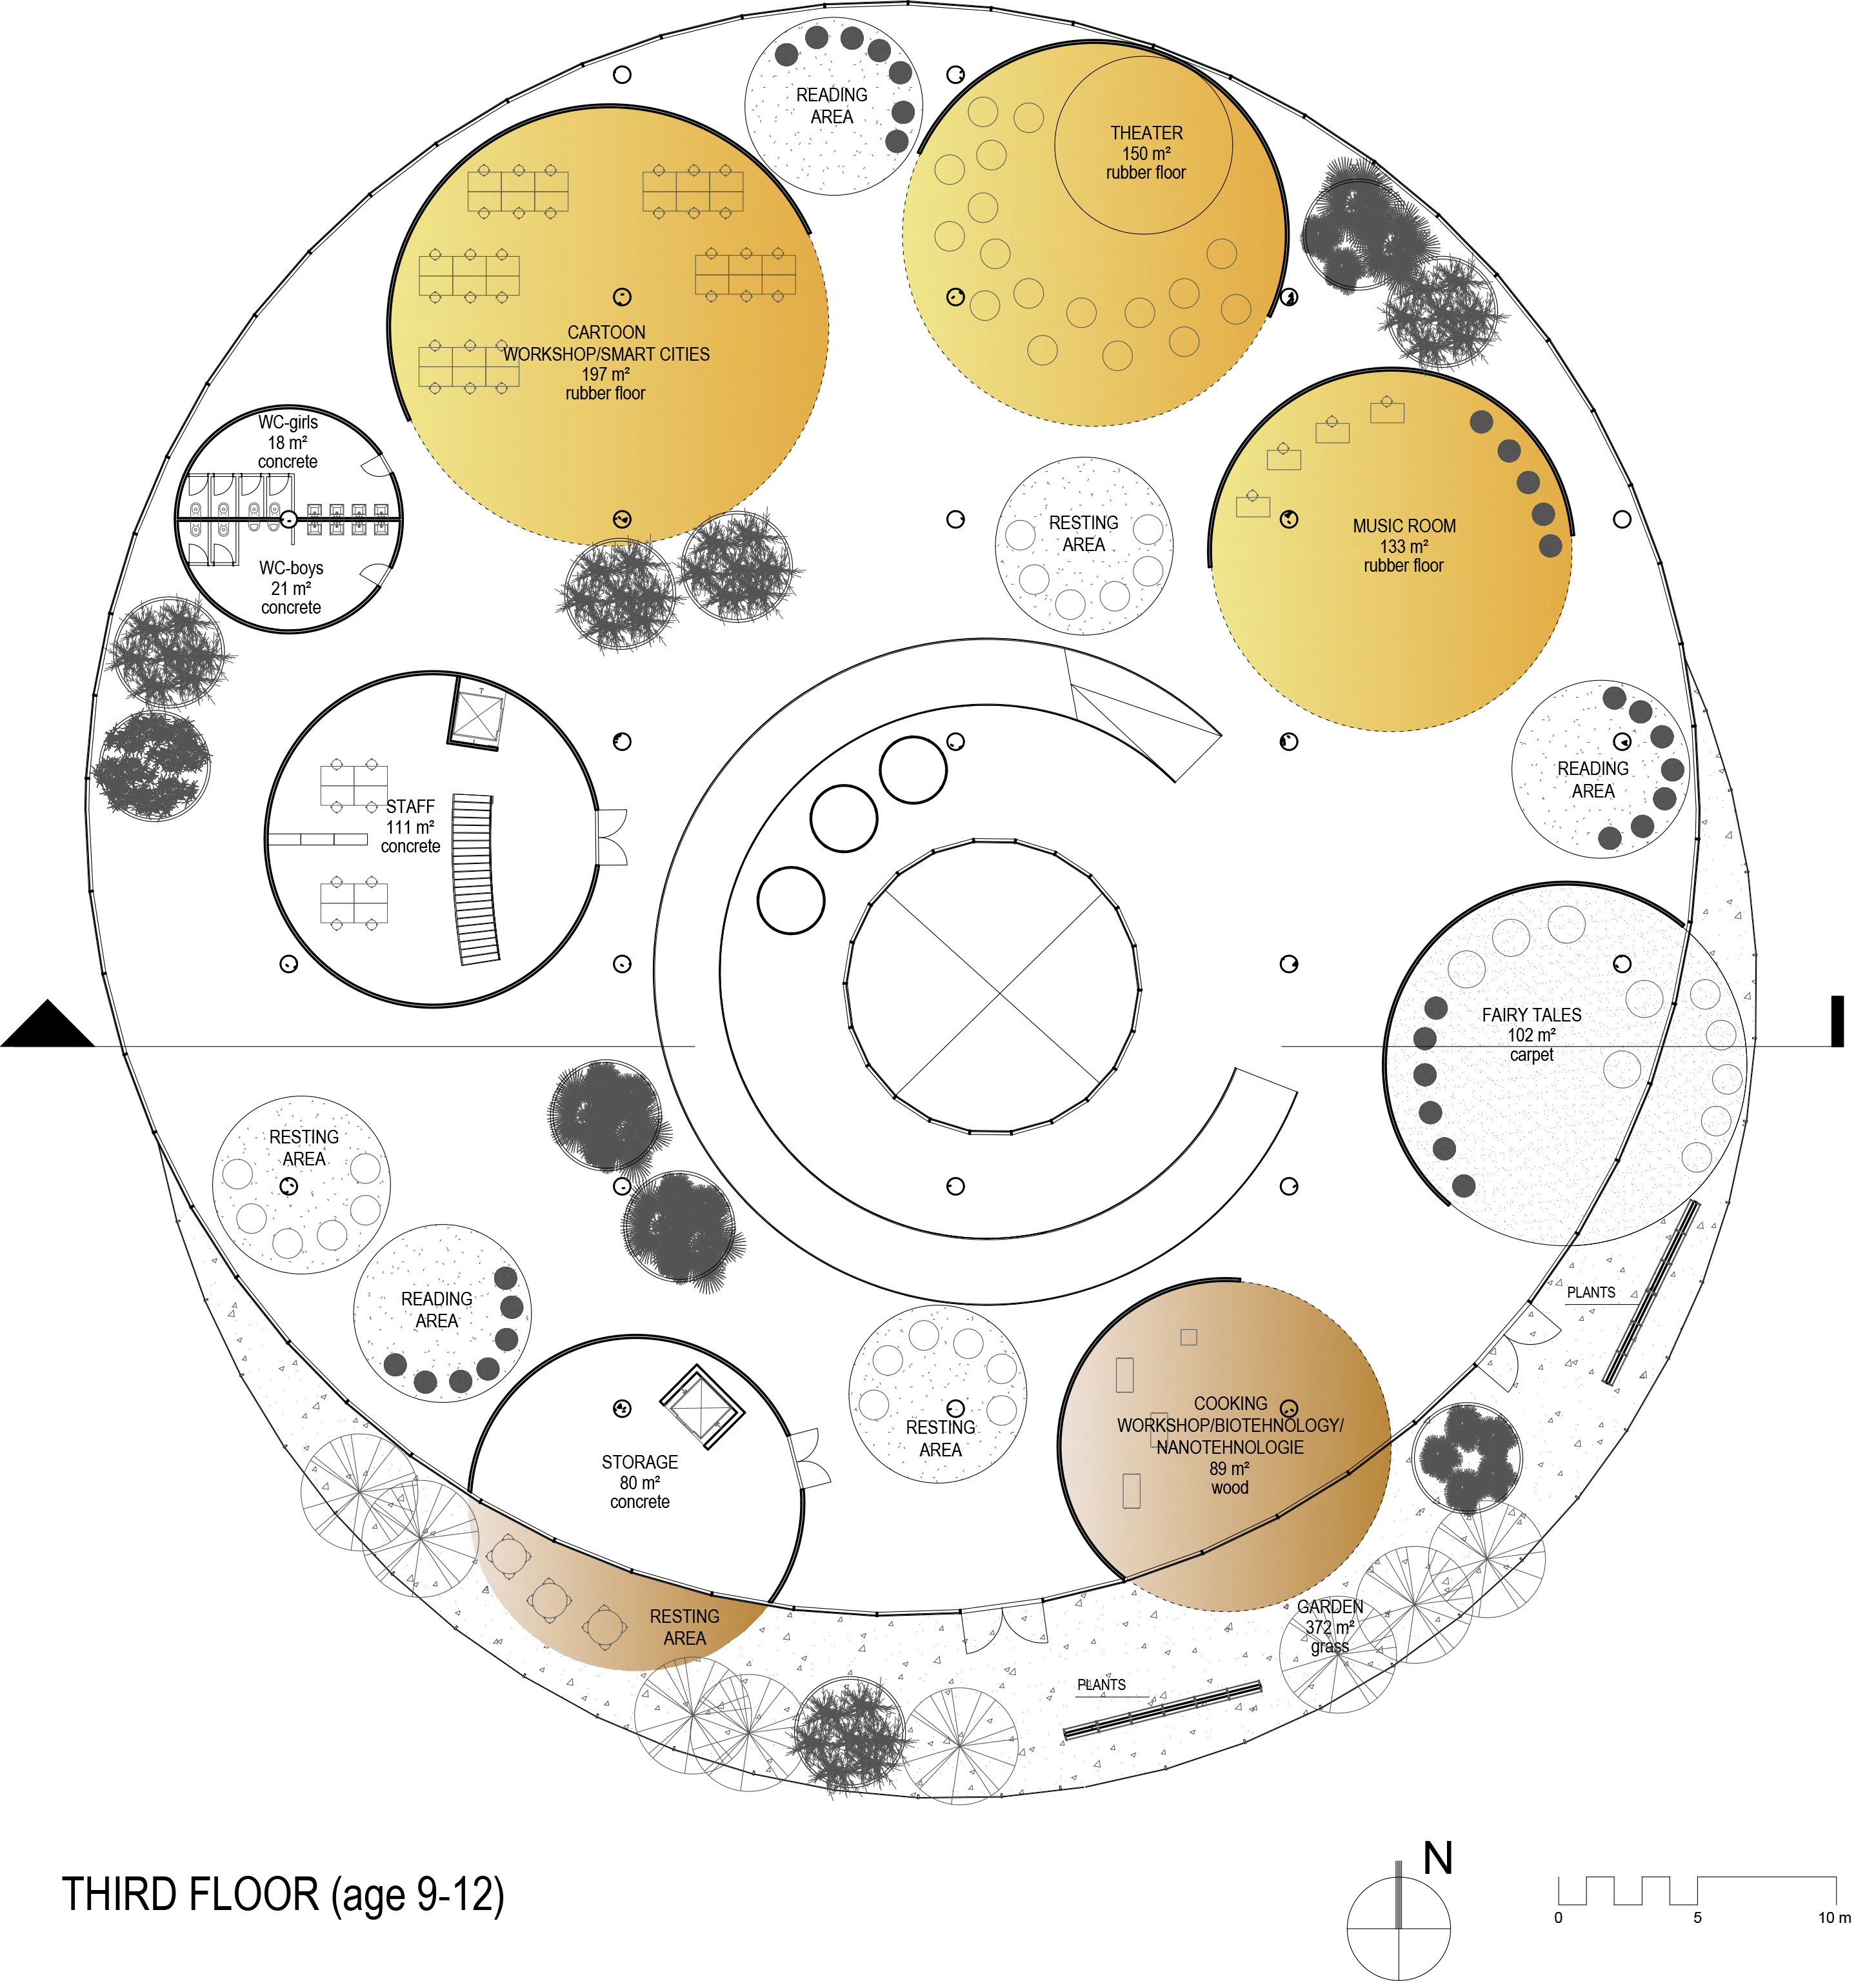 READING
AREA
THEATER
150 m²
rubber floor
CARTOON
WORKSHOP/SMART CITIES
197 m²
rubber floor
WC-girls
18 m²
concrete
WC-boys
21 m²
concrete
RESTING
AREA
MUSIC ROOM
133 m²
rubber floor
T
STAFF
111 m²
concrete
READING
AREA
FAIRY TALES
102 m²
carpet
RESTING
AREA
READING
AREA
PLANTS
STORAGE
80 m²
concrete
RESTING
AREA
COOKING
WORKSHOP/BIOTEHNOLOGY/
NANOTEHNOLOGIE
89 m²
wood
RESTING
AREA
GARDEN
372 m²
grass
PLANTS
THIRD FLOOR (age 9-12)
N
0 5 10 m